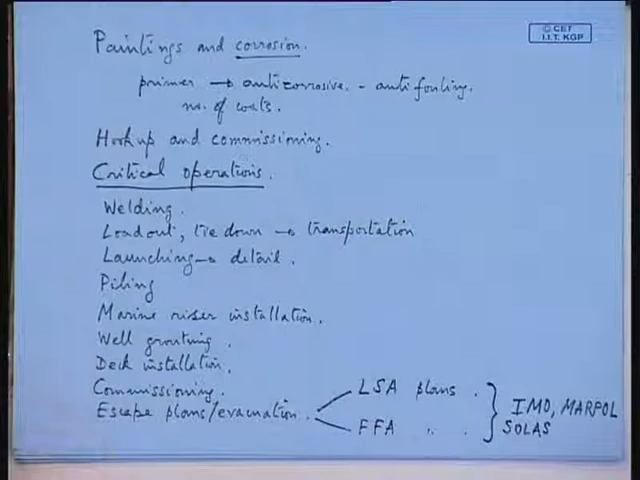 © CET
I.I.T. KGP
Paintings and corrosion.
primer → anticorrosive. - antifouling.
no. of coats.
Hookup and commissioning.
Critical operations.
Welding.
Loadout, tie down → transportation
Launching → detail.
Piling
Marine riser installation.
Well grouting.
Deck installation.
Commissioning.
Escape plans/evacuation.
LSA plans.
FFA " .
} IMO, MARPOL
SOLAS